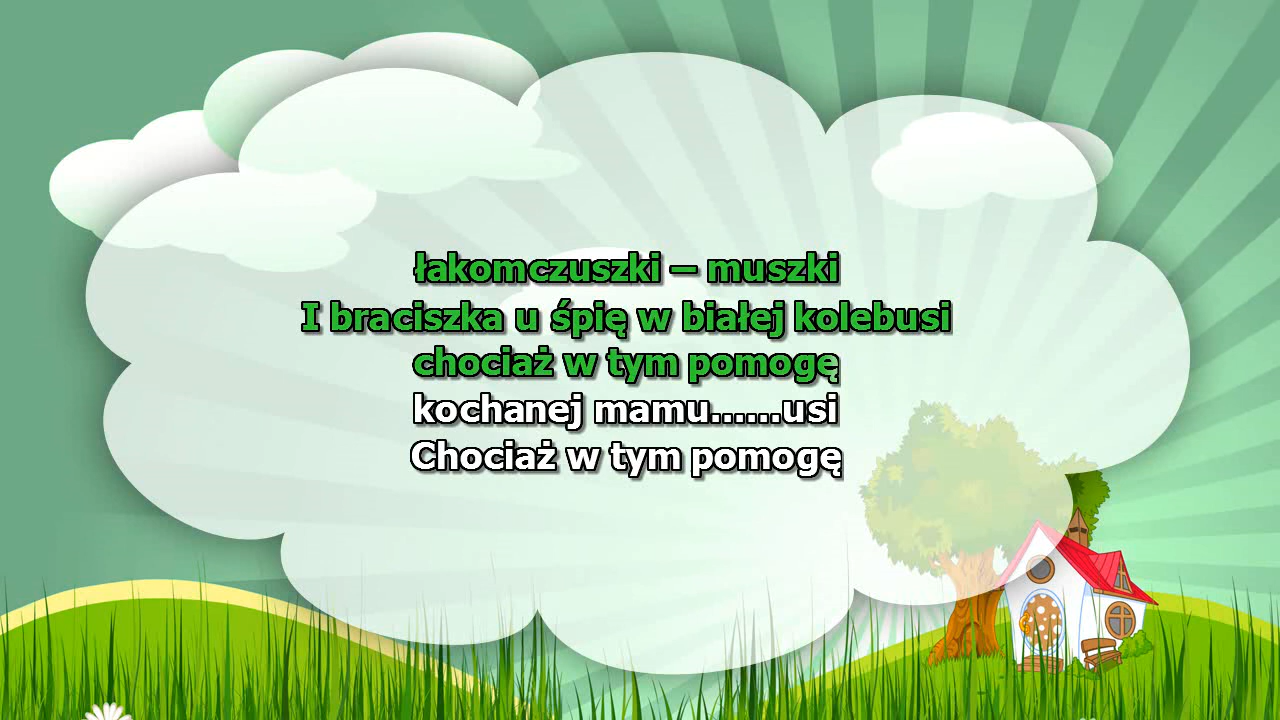 łakomczuszki – muszki
I braciszka u śpię w białej kolebusi
chociaż w tym pomogę
kochanej mamu......usi
Chociaż w tym pomogę